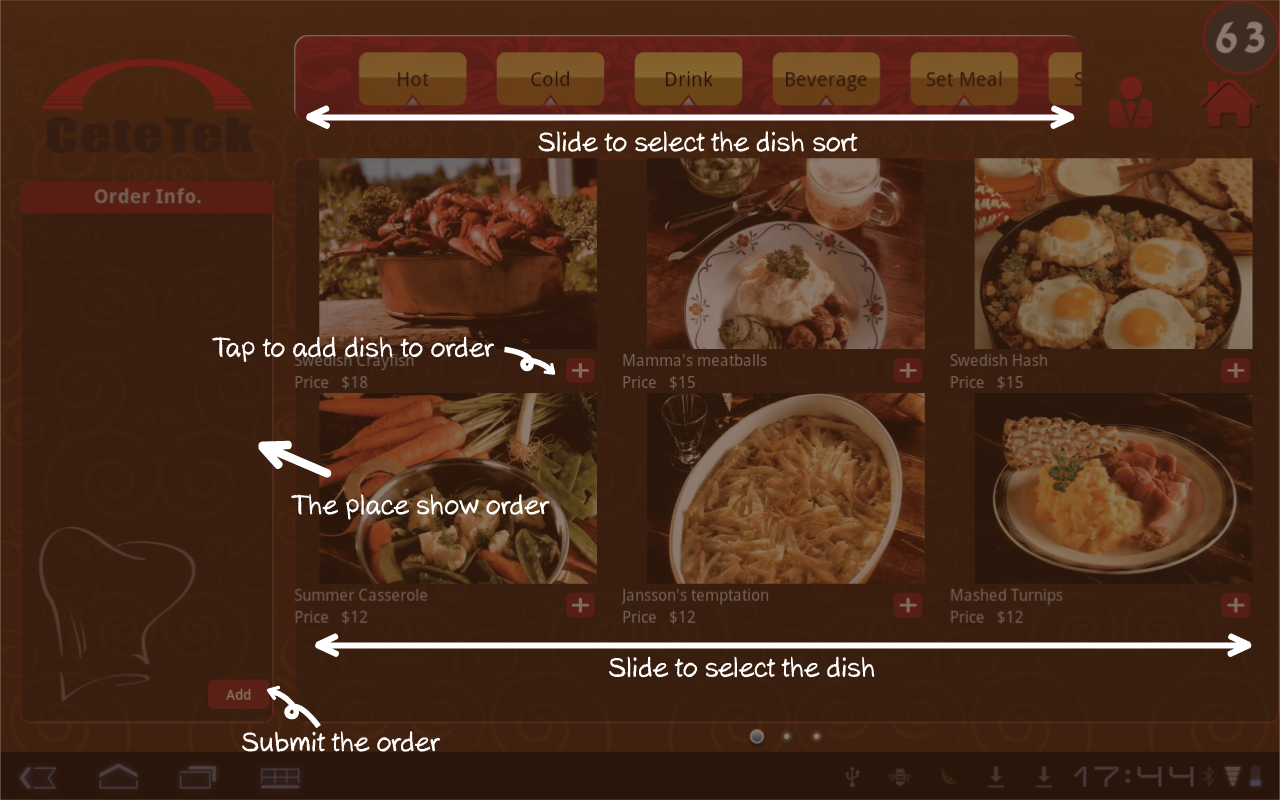 63
Hot
Cold
Drink
Beverage
Set Meal
S
CeteTek
Slide to select the dish sort
Order Info.
Tap to add dish to order
Swedish Crayfish
Price $18
Mamma's meatballs
Price $15
Swedish Hash
Price $15
The place show order
Summer Casserole
Price $12
Jansson's temptation
Price $12
Mashed Turnips
Price $12
Slide to select the dish
Add
Submit the order
17:44